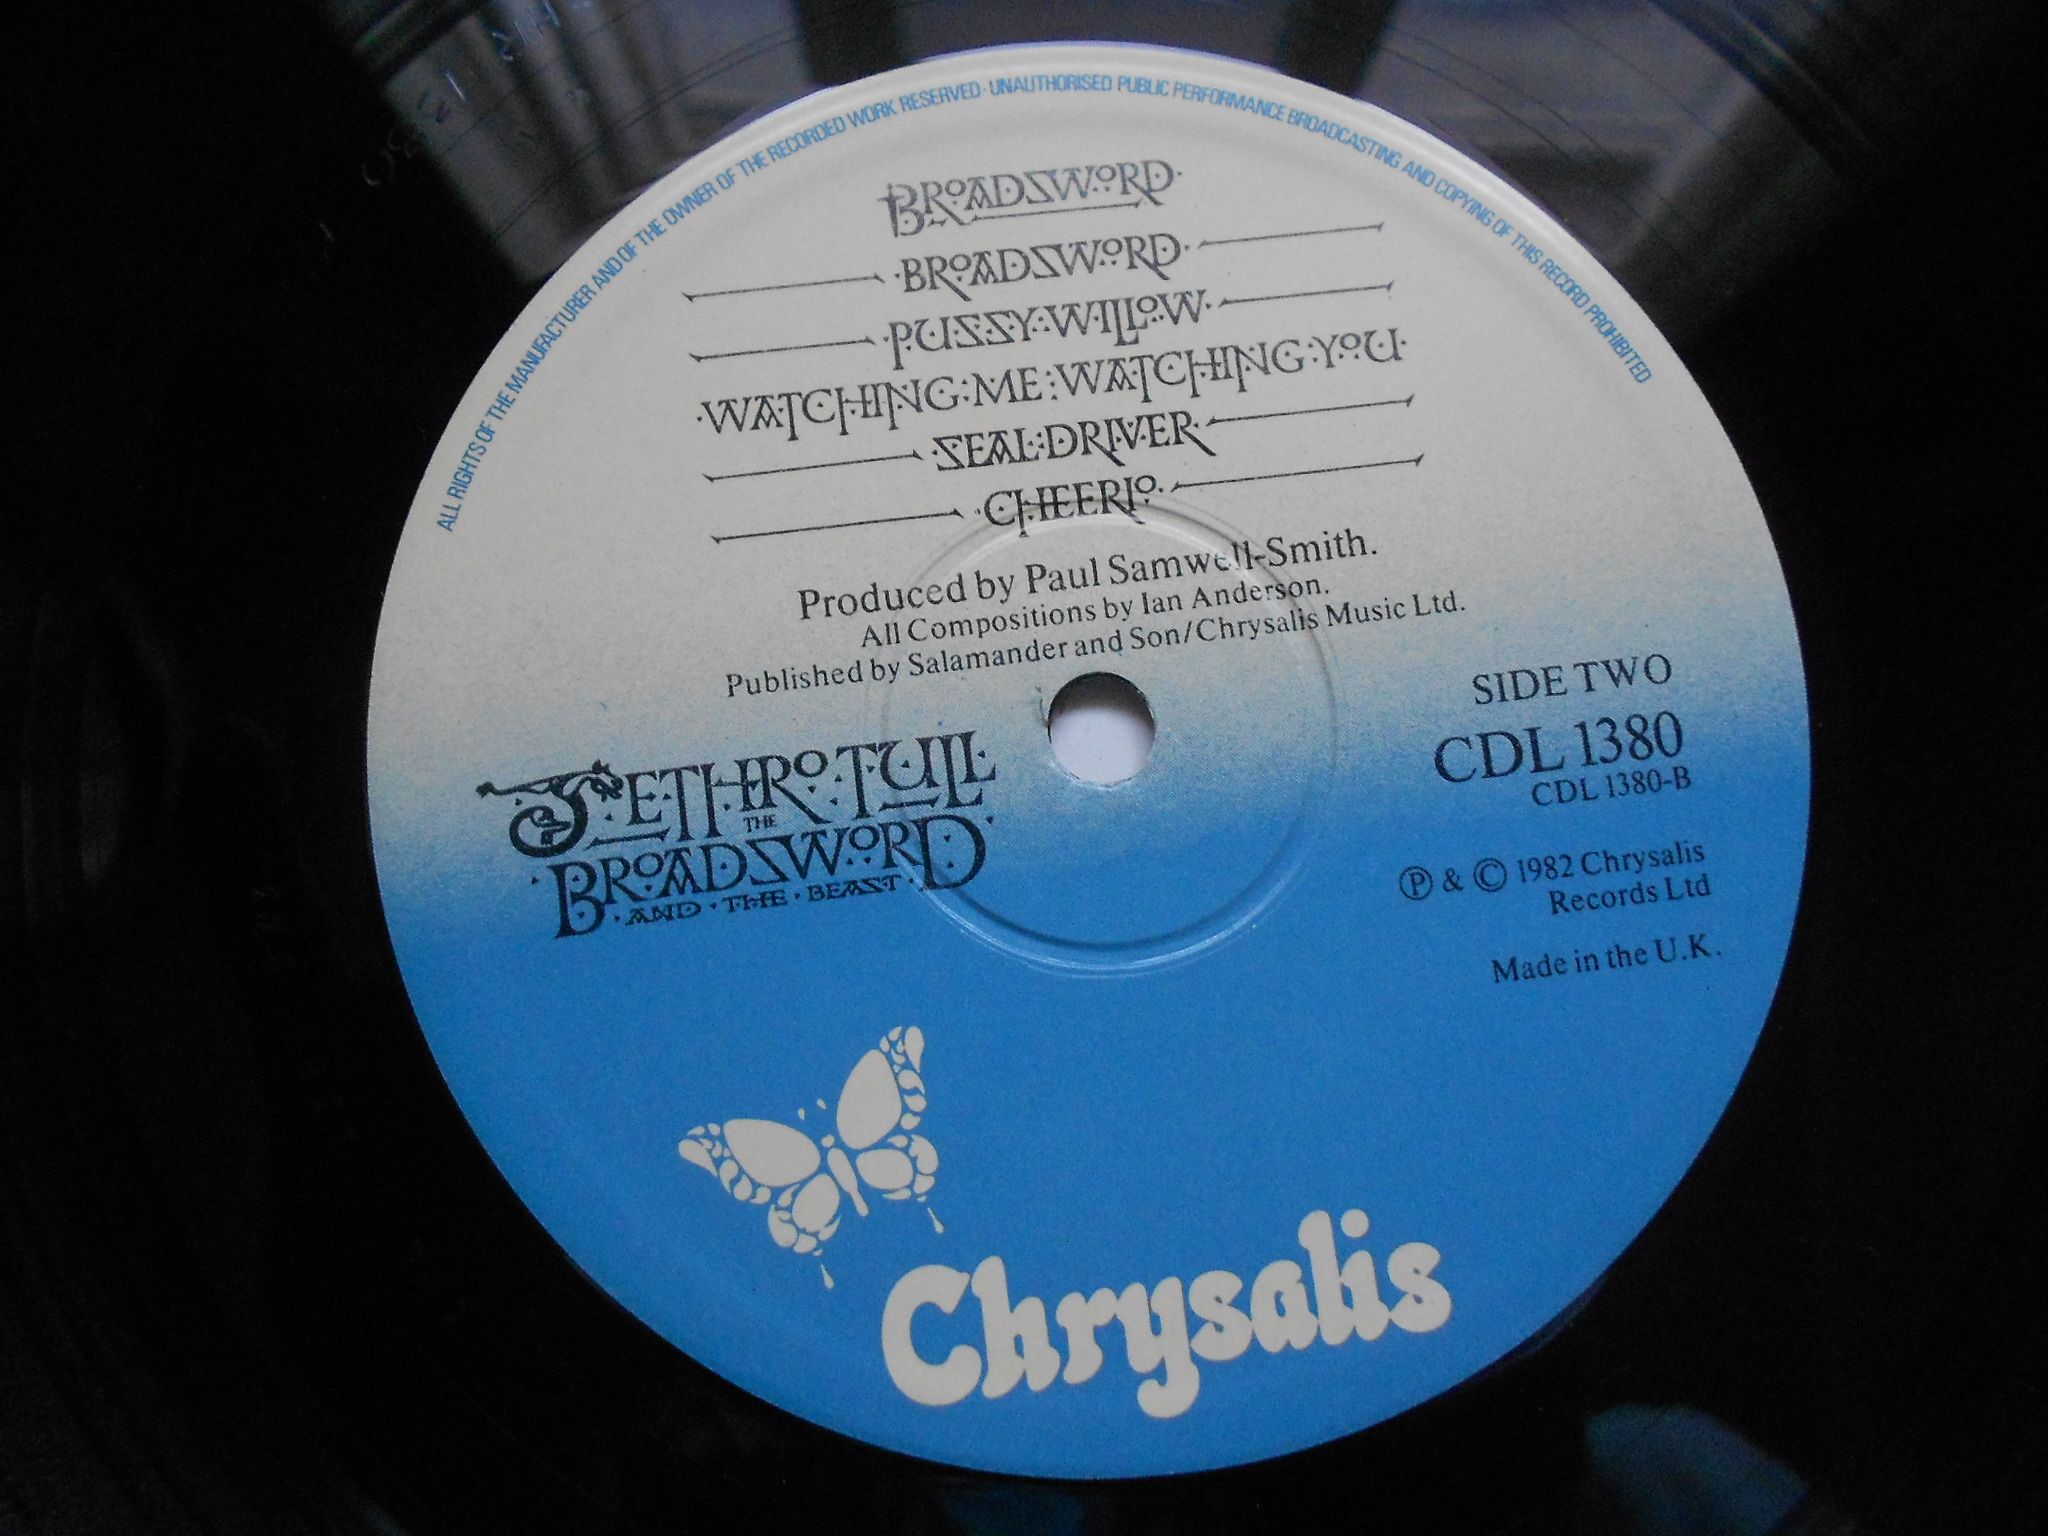 ALL RIGHTS OF THE MANUFACTURER AND OF THE OWNER OF THE RECORDED WORK RESERVED · UNAUTHORISED PUBLIC PERFORMANCE BROADCASTING AND COPYING OF THIS RECORD PROHIBITED
BROADSWORD
BROADSWORD
PUSSY WILLOW
WATCHING ME WATCHING YOU
SEAL DRIVER
CHEERIO
Produced by Paul Samwell-Smith.
All Compositions by Ian Anderson.
Published by Salamander and Son/Chrysalis Music Ltd.
JETHRO TULL
THE
BROADSWORD
AND · THE · BEAST
SIDE TWO
CDL 1380
CDL 1380-B
Ⓟ & © 1982 Chrysalis
Records Ltd
Made in the U.K.
Chrysalis